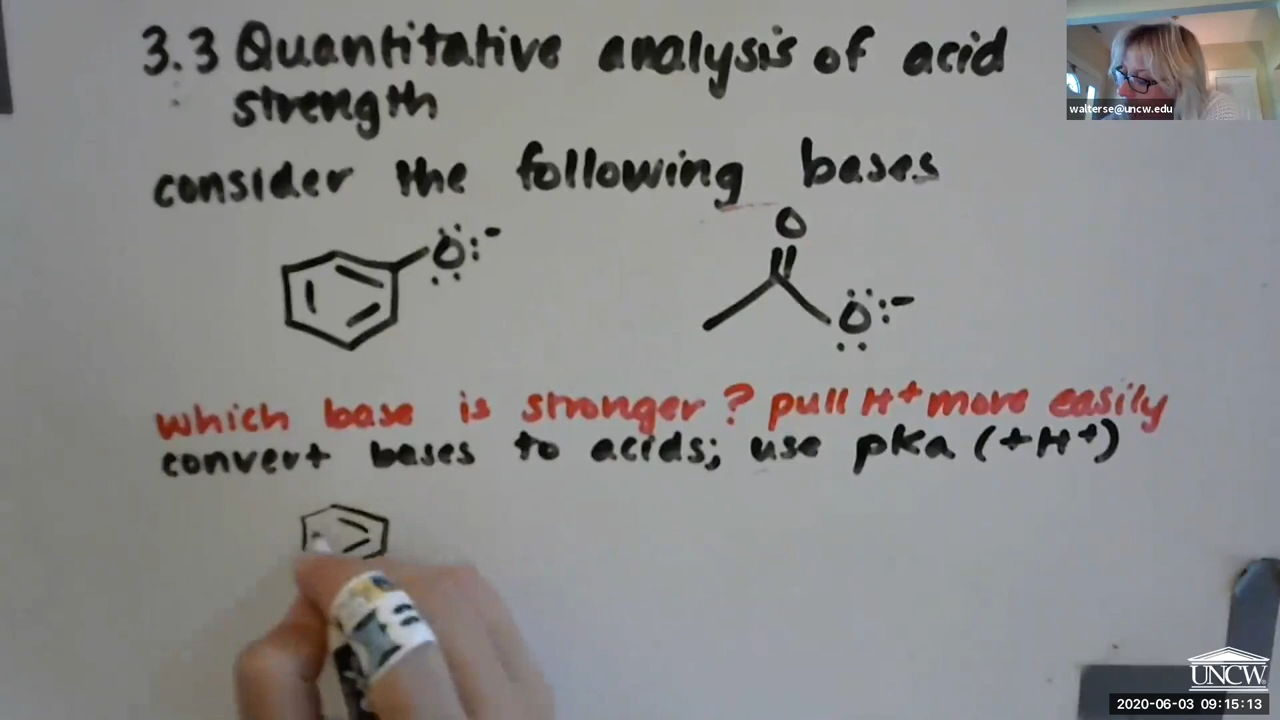 3.3 Quantitative analysis of acid
strength
walterse@uncw.edu
consider the following bases
Ö:⁻
O
Ö:⁻
which base is stronger? pull H⁺ more easily
convert bases to acids; use pka (+H⁺)
UNCW
2020-06-03 09:15:13